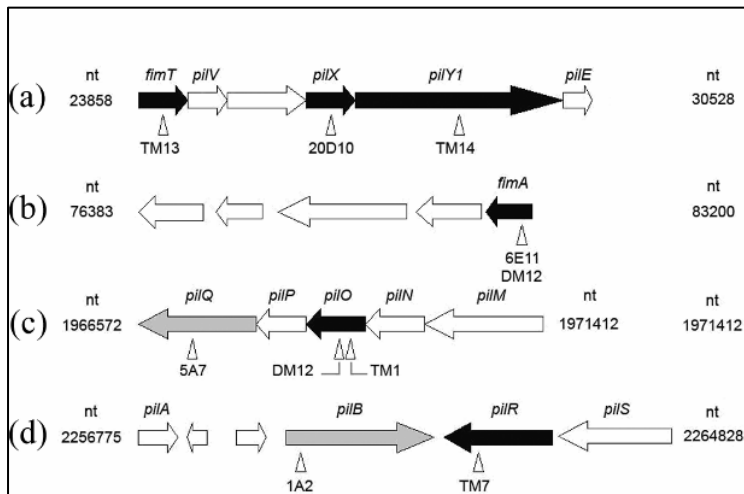 nt fimT pilV pilX pilY1 pilE nt
(a) 23858 30528
TM13 20D10 TM14
nt fimA nt
(b) 76383 83200
6E11
DM12
nt pilQ pilP pilO pilN pilM nt nt
(c) 1966572 1971412 1971412
5A7 DM12 TM1
nt pilA pilB pilR pilS nt
(d) 2256775 2264828
1A2 TM7